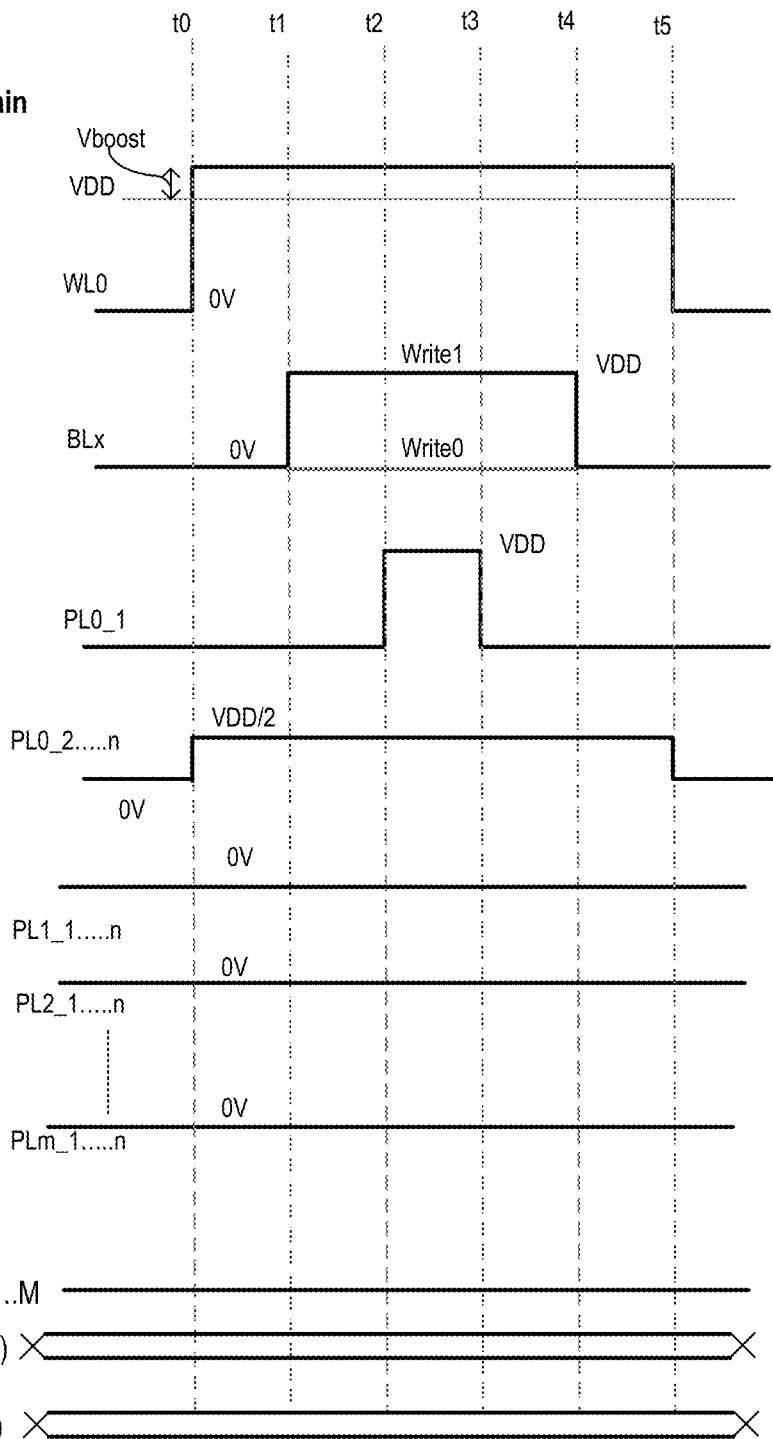 t0 t1 t2 t3 t4 t5
Vboost
VDD
WL0
0V
Write1
VDD
BLx
0V
Write0
VDD
PL0_1
VDD/2
PL0_2.....n
0V
0V
PL1_1.....n
0V
PL2_1.....n
0V
PLm_1.....n
..M
)
)